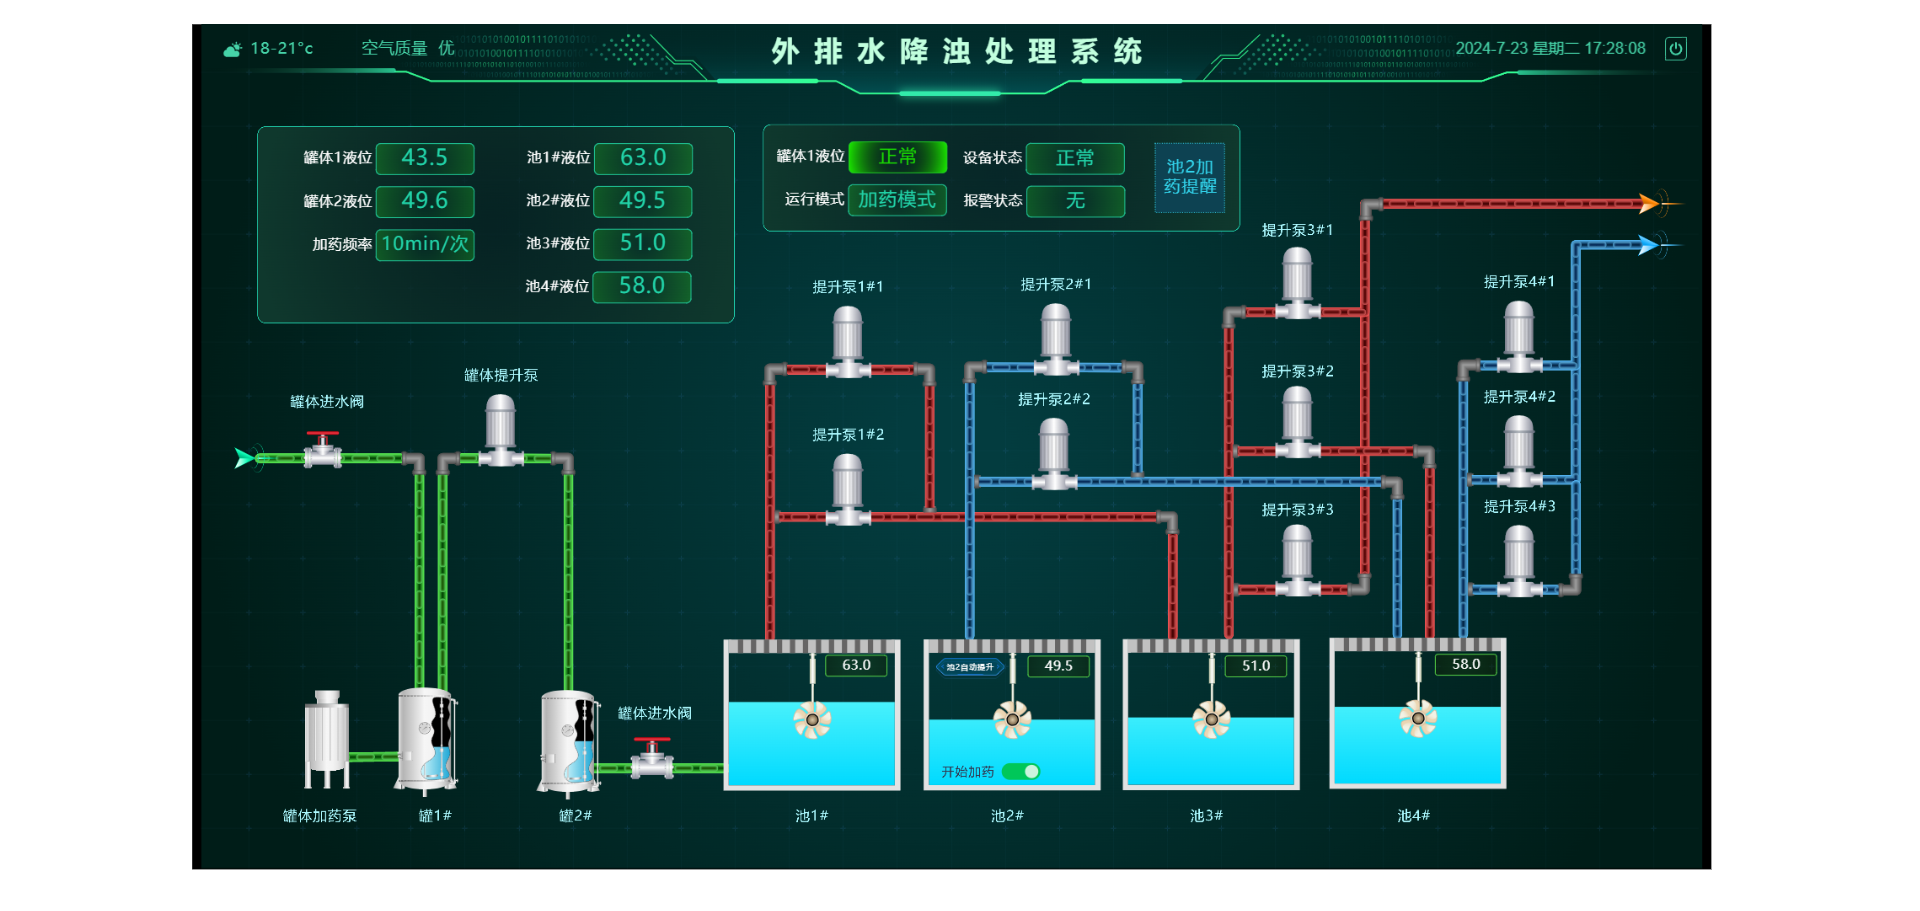 18-21°c
空气质量 优
外排水降浊处理系统
2024-7-23 星期二 17:28:08
罐体1液位 43.5
池1#液位 63.0
罐体2液位 49.6
池2#液位 49.5
加药频率 10min/次
池3#液位 51.0
池4#液位 58.0
罐体1液位 正常
设备状态 正常
运行模式 加药模式
报警状态 无
池2加
药提醒
提升泵1#1
提升泵2#1
提升泵3#1
提升泵4#1
罐体进水阀
罐体提升泵
提升泵1#2
提升泵2#2
提升泵3#2
提升泵4#2
提升泵3#3
提升泵4#3
63.0
池2自动提升
49.5
51.0
58.0
罐体进水阀
开始加药
罐体加药泵
罐1#
罐2#
池1#
池2#
池3#
池4#